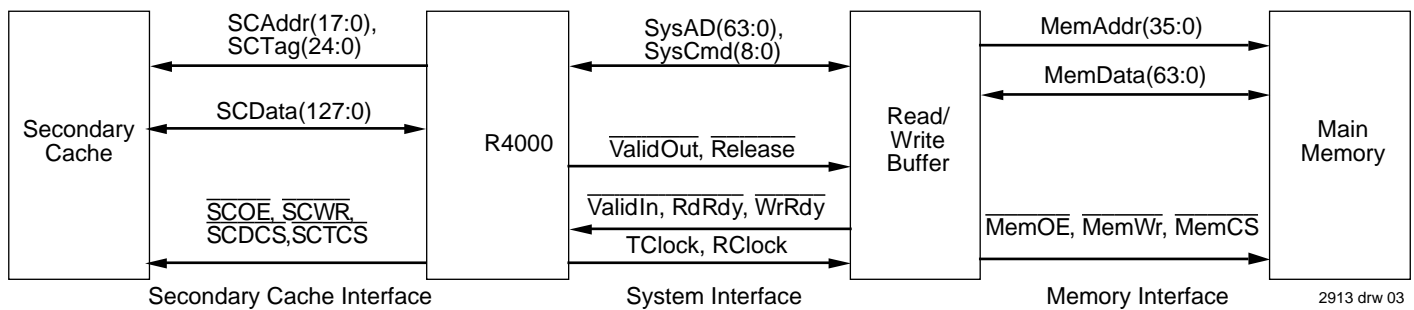 SCAddr(17:0),
SCTag(24:0)
SysAD(63:0),
SysCmd(8:0)
MemAddr(35:0)
MemData(63:0)
SCData(127:0)
Secondary
Cache
R4000
Read/
Write
Buffer
Main
Memory
ValidOut, Release
SCOE, SCWR,
SCDCS,SCTCS
ValidIn, RdRdy, WrRdy
TClock, RClock
MemOE, MemWr, MemCS
Secondary Cache Interface
System Interface
Memory Interface
2913 drw 03